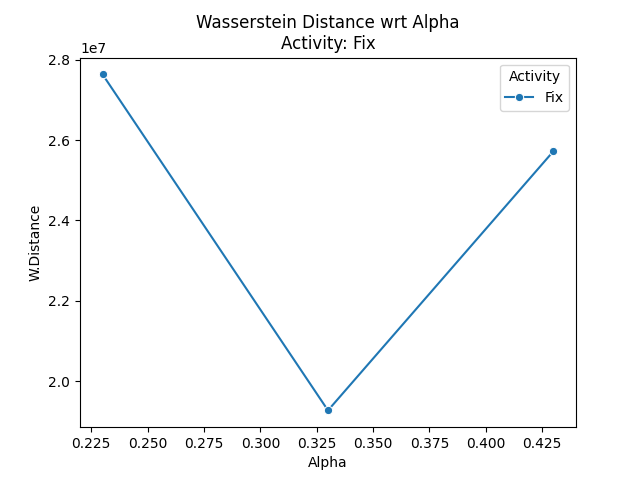 Wasserstein Distance wrt Alpha
Activity: Fix
1e7
2.8
2.6
2.4
2.2
2.0
W.Distance
Activity
Fix
0.225 0.250 0.275 0.300 0.325 0.350 0.375 0.400 0.425
Alpha